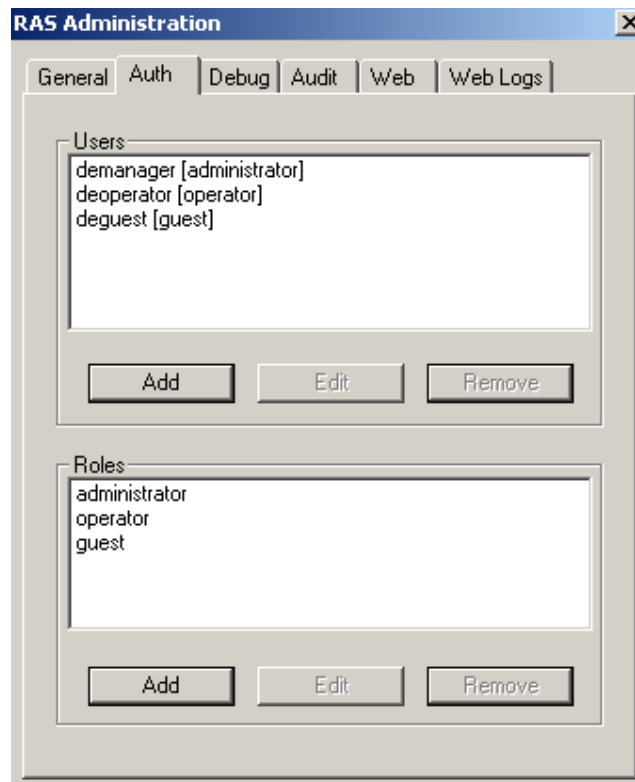 RAS Administration
General Auth Debug Audit Web Web Logs
Users
demanager [administrator]
deoperator [operator]
deguest [guest]
Add Edit Remove
Roles
administrator
operator
guest
Add Edit Remove